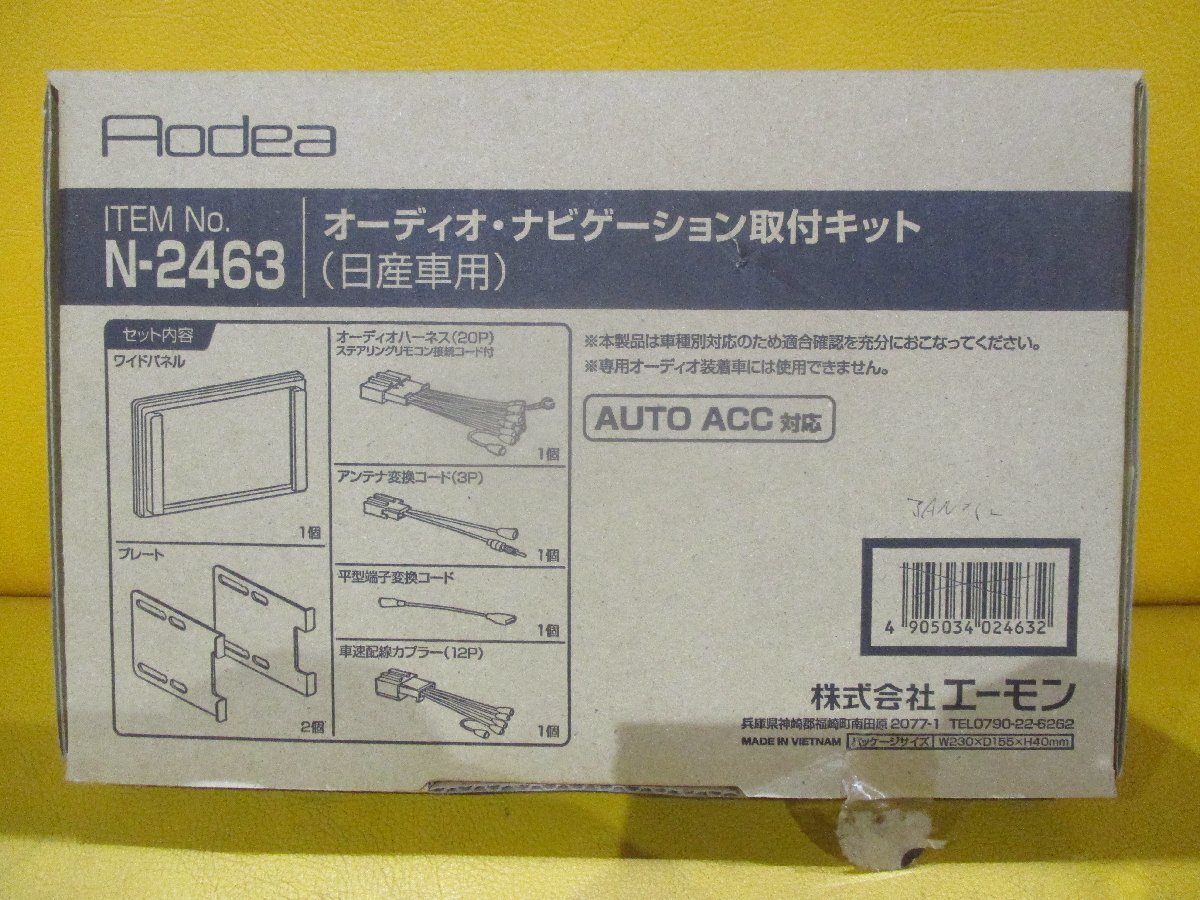 Aodea
ITEM No.
N-2463
オーディオ・ナビゲーション取付キット
(日産車用)
セット内容
ワイドパネル
1個
プレート
2個
オーディオハーネス(20P)
ステアリングリモコン接続コード付
1個
アンテナ変換コード(3P)
1個
平型端子変換コード
1個
車速配線カプラー(12P)
1個
※本製品は車種別対応のため適合確認を充分におこなってください。
※専用オーディオ装着車には使用できません。
AUTO ACC 対応
4 905034 024632
株式会社 エーモン
兵庫県神崎郡福崎町南田原 2077-1 TEL0790-22-6262
MADE IN VIETNAM パッケージサイズ W230×D155×H40mm